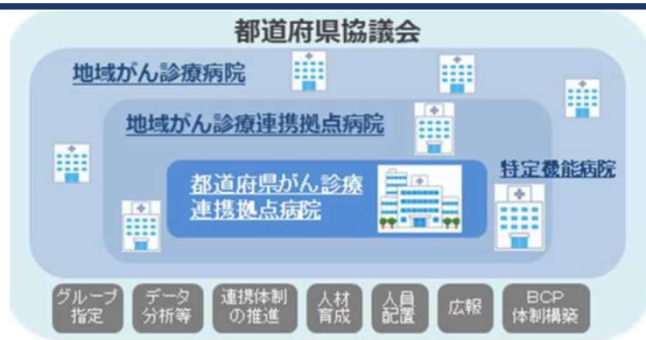 都道府県協議会
地域がん診療病院
地域がん診療連携拠点病院
都道府県がん診療
連携拠点病院
特定機能病院
グループ
指定
データ
分析等
連携体制
の推進
人材
育成
人員
配置
広報
BCP
体制構築